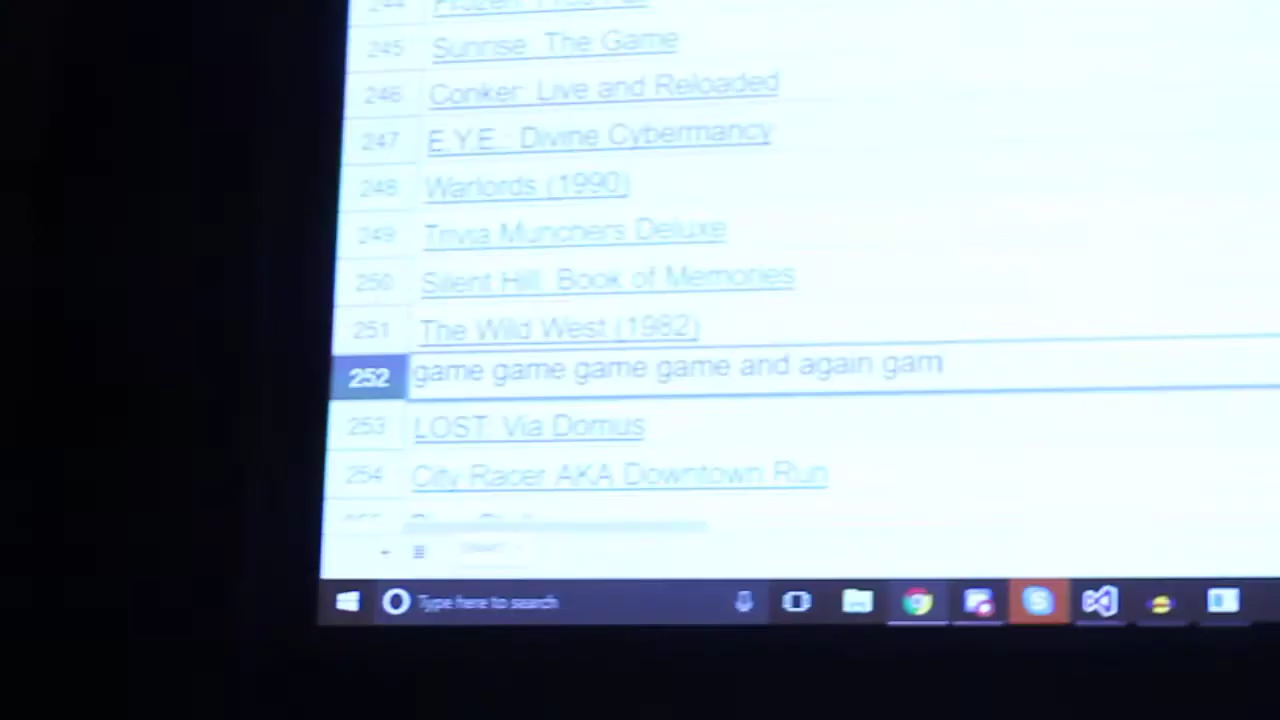 244
245 Sunrise: The Game
246 Conker: Live and Reloaded
247 E.Y.E.: Divine Cybermancy
248 Warlords (1990)
249 Trivia Munchers Deluxe
250 Silent Hill: Book of Memories
251 The Wild West (1982)
252 game game game game and again gam
253 LOST: Via Domus
254 City Racer AKA Downtown Run
Type here to search